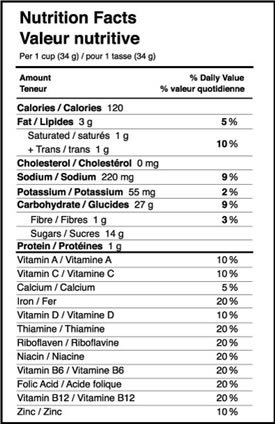 Nutrition Facts
Valeur nutritive
Per 1 cup (34 g) / pour 1 tasse (34 g)
Amount % Daily Value
Teneur % valeur quotidienne
Calories / Calories 120
Fat / Lipides 3 g 5 %
Saturated / saturés 1 g
+ Trans / trans 1 g 10 %
Cholesterol / Cholestérol 0 mg
Sodium / Sodium 220 mg 9 %
Potassium / Potassium 55 mg 2 %
Carbohydrate / Glucides 27 g 9 %
Fibre / Fibres 1 g 3 %
Sugars / Sucres 14 g
Protein / Protéines 1 g
Vitamin A / Vitamine A 10 %
Vitamin C / Vitamine C 10 %
Calcium / Calcium 5 %
Iron / Fer 20 %
Vitamin D / Vitamine D 10 %
Thiamine / Thiamine 20 %
Riboflaven / Riboflavine 20 %
Niacin / Niacine 20 %
Vitamin B6 / Vitamine B6 20 %
Folic Acid / Acide folique 20 %
Vitamin B12 / Vitamine B12 20 %
Zinc / Zinc 10 %